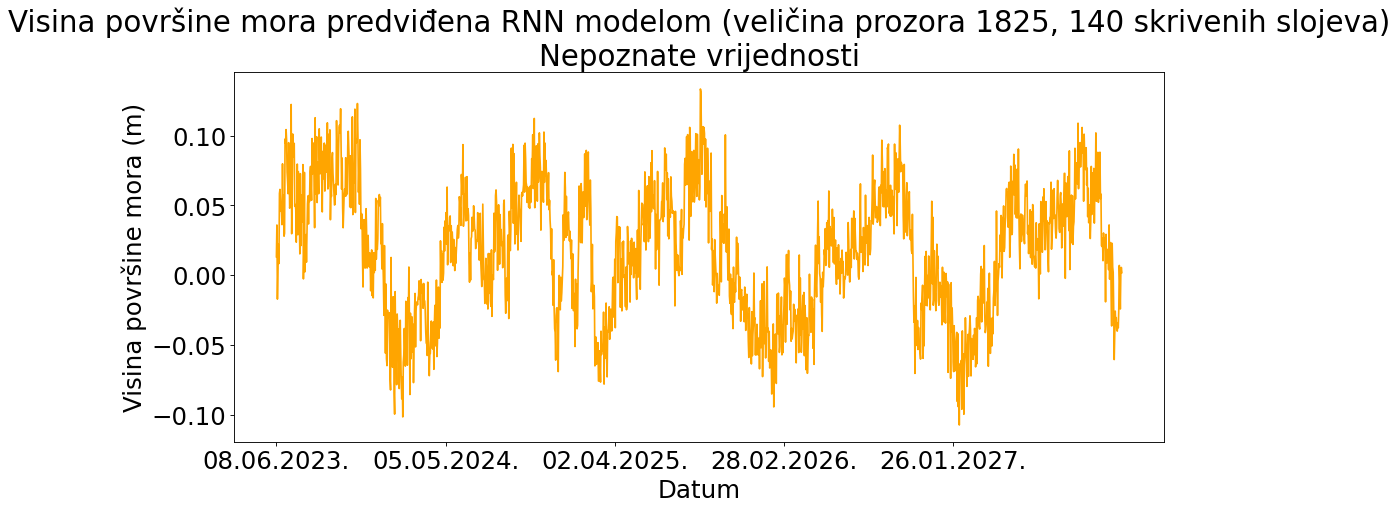 Visina površine mora predviđena RNN modelom (veličina prozora 1825, 140 skrivenih slojeva)
Nepoznate vrijednosti
Visina površine mora (m)
0.10
0.05
0.00
−0.05
−0.10
08.06.2023. 05.05.2024. 02.04.2025. 28.02.2026. 26.01.2027.
Datum